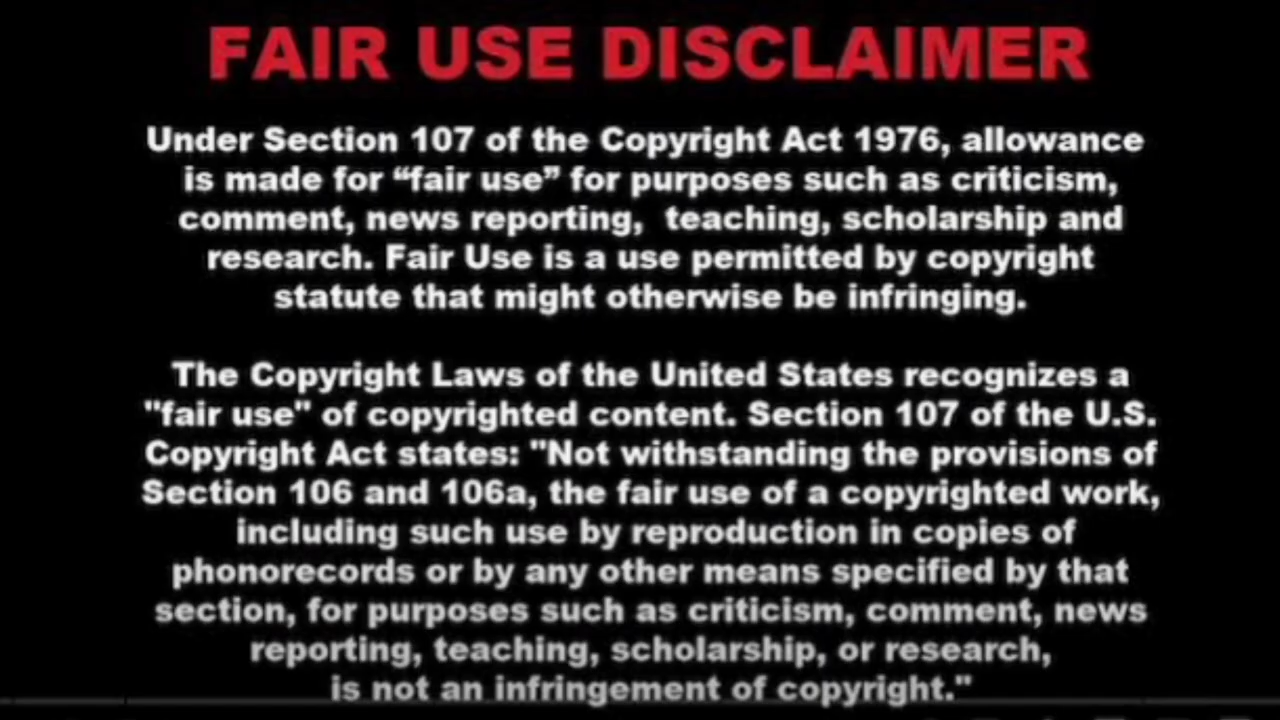 FAIR USE DISCLAIMER
Under Section 107 of the Copyright Act 1976, allowance
is made for “fair use” for purposes such as criticism,
comment, news reporting,  teaching, scholarship and
research. Fair Use is a use permitted by copyright
statute that might otherwise be infringing.
The Copyright Laws of the United States recognizes a
"fair use" of copyrighted content. Section 107 of the U.S.
Copyright Act states: "Not withstanding the provisions of
Section 106 and 106a, the fair use of a copyrighted work,
including such use by reproduction in copies of
phonorecords or by any other means specified by that
section, for purposes such as criticism, comment, news
reporting, teaching, scholarship, or research,
is not an infringement of copyright."